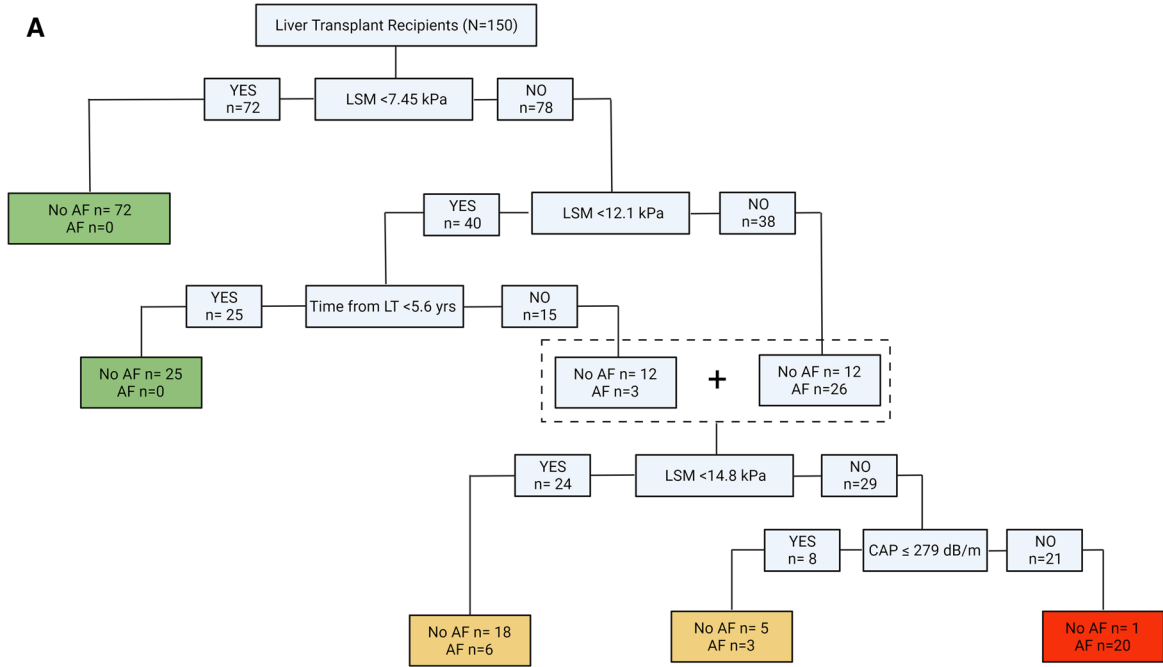 A
Liver Transplant Recipients (N=150)
YES
n=72
LSM <7.45 kPa
NO
n=78
No AF n= 72
AF n=0
YES
n= 40
LSM <12.1 kPa
NO
n=38
YES
n= 25
Time from LT <5.6 yrs
NO
n=15
No AF n= 25
AF n=0
No AF n= 12
AF n=3
+
No AF n= 12
AF n=26
YES
n= 24
LSM <14.8 kPa
NO
n=29
YES
n= 8
CAP ≤ 279 dB/m
NO
n=21
No AF n= 18
AF n=6
No AF n= 5
AF n=3
No AF n= 1
AF n=20